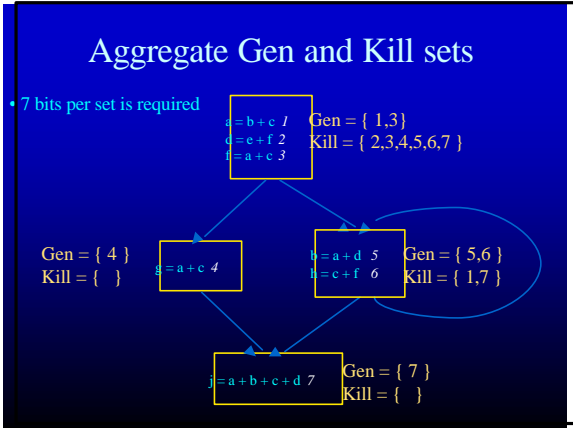 Aggregate Gen and Kill sets
• 7 bits per set is required
a = b + c 1
d = e + f 2
f = a + c 3
Gen = { 1,3}
Kill = { 2,3,4,5,6,7 }
Gen = { 4 }
Kill = { }
g = a + c 4
b = a + d 5
h = c + f 6
Gen = { 5,6 }
Kill = { 1,7 }
j = a + b + c + d 7
Gen = { 7 }
Kill = { }